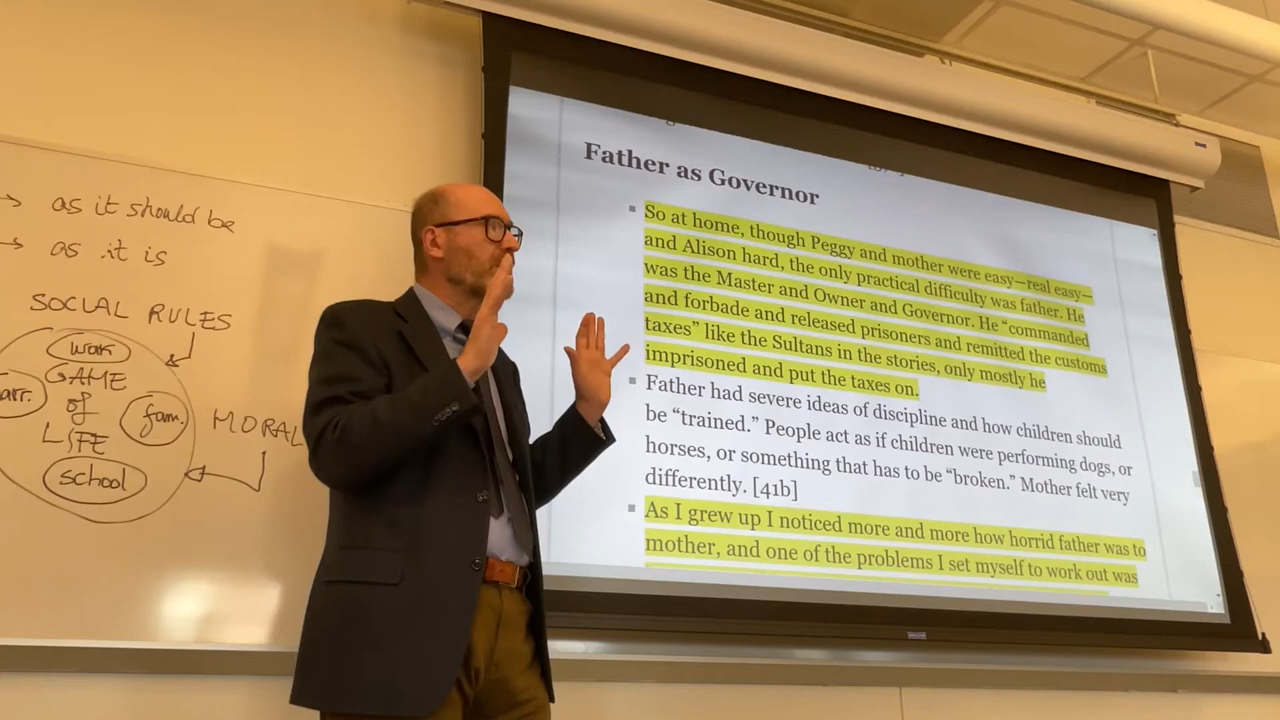 as it should be
as it is
SOCIAL RULES
work
GAME
of
LIFE
arr.
fam.
school
MORAL
Father as Governor
So at home, though Peggy and mother were easy—real easy—
and Alison hard, the only practical difficulty was father. He
was the Master and Owner and Governor. He “commanded
and forbade and released prisoners and remitted the customs
taxes” like the Sultans in the stories, only mostly he
imprisoned and put the taxes on.
Father had severe ideas of discipline and how children should
be “trained.” People act as if children were performing dogs, or
horses, or something that has to be “broken.” Mother felt very
differently. [41b]
As I grew up I noticed more and more how horrid father was to
mother, and one of the problems I set myself to work out was